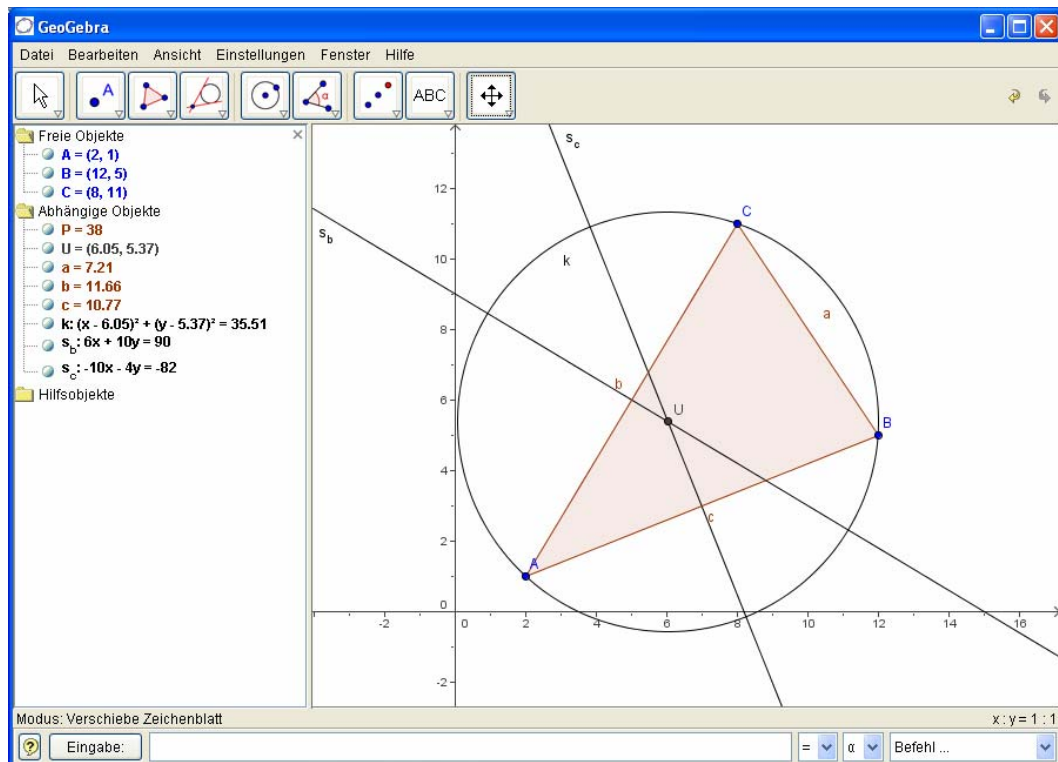 GeoGebra
Datei Bearbeiten Ansicht Einstellungen Fenster Hilfe
A α ABC
Freie Objekte
A = (2, 1)
B = (12, 5)
C = (8, 11)
Abhängige Objekte
P = 38
U = (6.05, 5.37)
a = 7.21
b = 11.66
c = 10.77
k: (x - 6.05)² + (y - 5.37)² = 35.51
s_b: 6x + 10y = 90
s_c: -10x - 4y = -82
Hilfsobjekte
s_c
12
s_b
C
k
10
a
8
b
6
U
B
4
c
2
A
0
-2 0 2 4 6 8 10 12 14 16
-2
Modus: Verschiebe Zeichenblatt x : y = 1 : 1
Eingabe: = α Befehl ...